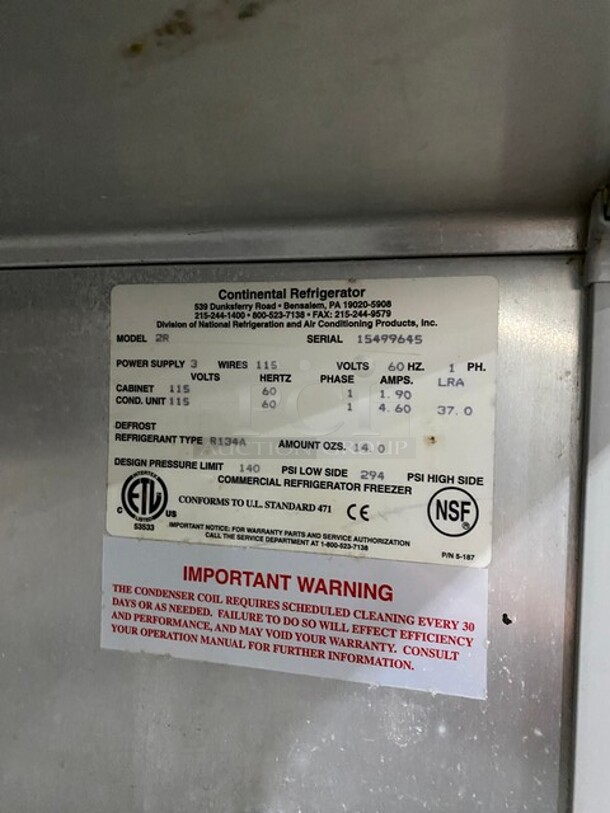 Continental Refrigerator
539 Dunksferry Road • Bensalem, PA 19020-5908
215-244-1400 • 800-523-7138 • FAX: 215-244-9579
Division of National Refrigeration and Air Conditioning Products, Inc.
MODEL 2R SERIAL 15499645
POWER SUPPLY 3 WIRES 115 VOLTS 60 HZ. 1 PH.
VOLTS HERTZ PHASE AMPS. LRA
CABINET 115 60 1 1.90
COND. UNIT 115 60 1 4.60 37.0
DEFROST
REFRIGERANT TYPE R134A AMOUNT OZS. 14.0
DESIGN PRESSURE LIMIT 140 PSI LOW SIDE 294 PSI HIGH SIDE
COMMERCIAL REFRIGERATOR FREEZER
INTERTEK
C ETL US
LISTED
53533
CONFORMS TO U.L. STANDARD 471 CE
NSF
IMPORTANT NOTICE: FOR WARRANTY PARTS AND SERVICE AUTHORIZATION
CALL THE SERVICE DEPARTMENT AT 1-800-523-7138
P/N 5-187
IMPORTANT WARNING
THE CONDENSER COIL REQUIRES SCHEDULED CLEANING EVERY 30
DAYS OR AS NEEDED. FAILURE TO DO SO WILL EFFECT EFFICIENCY
AND PERFORMANCE, AND MAY VOID YOUR WARRANTY. CONSULT
YOUR OPERATION MANUAL FOR FURTHER INFORMATION.
PCI
AUCTION GROUP